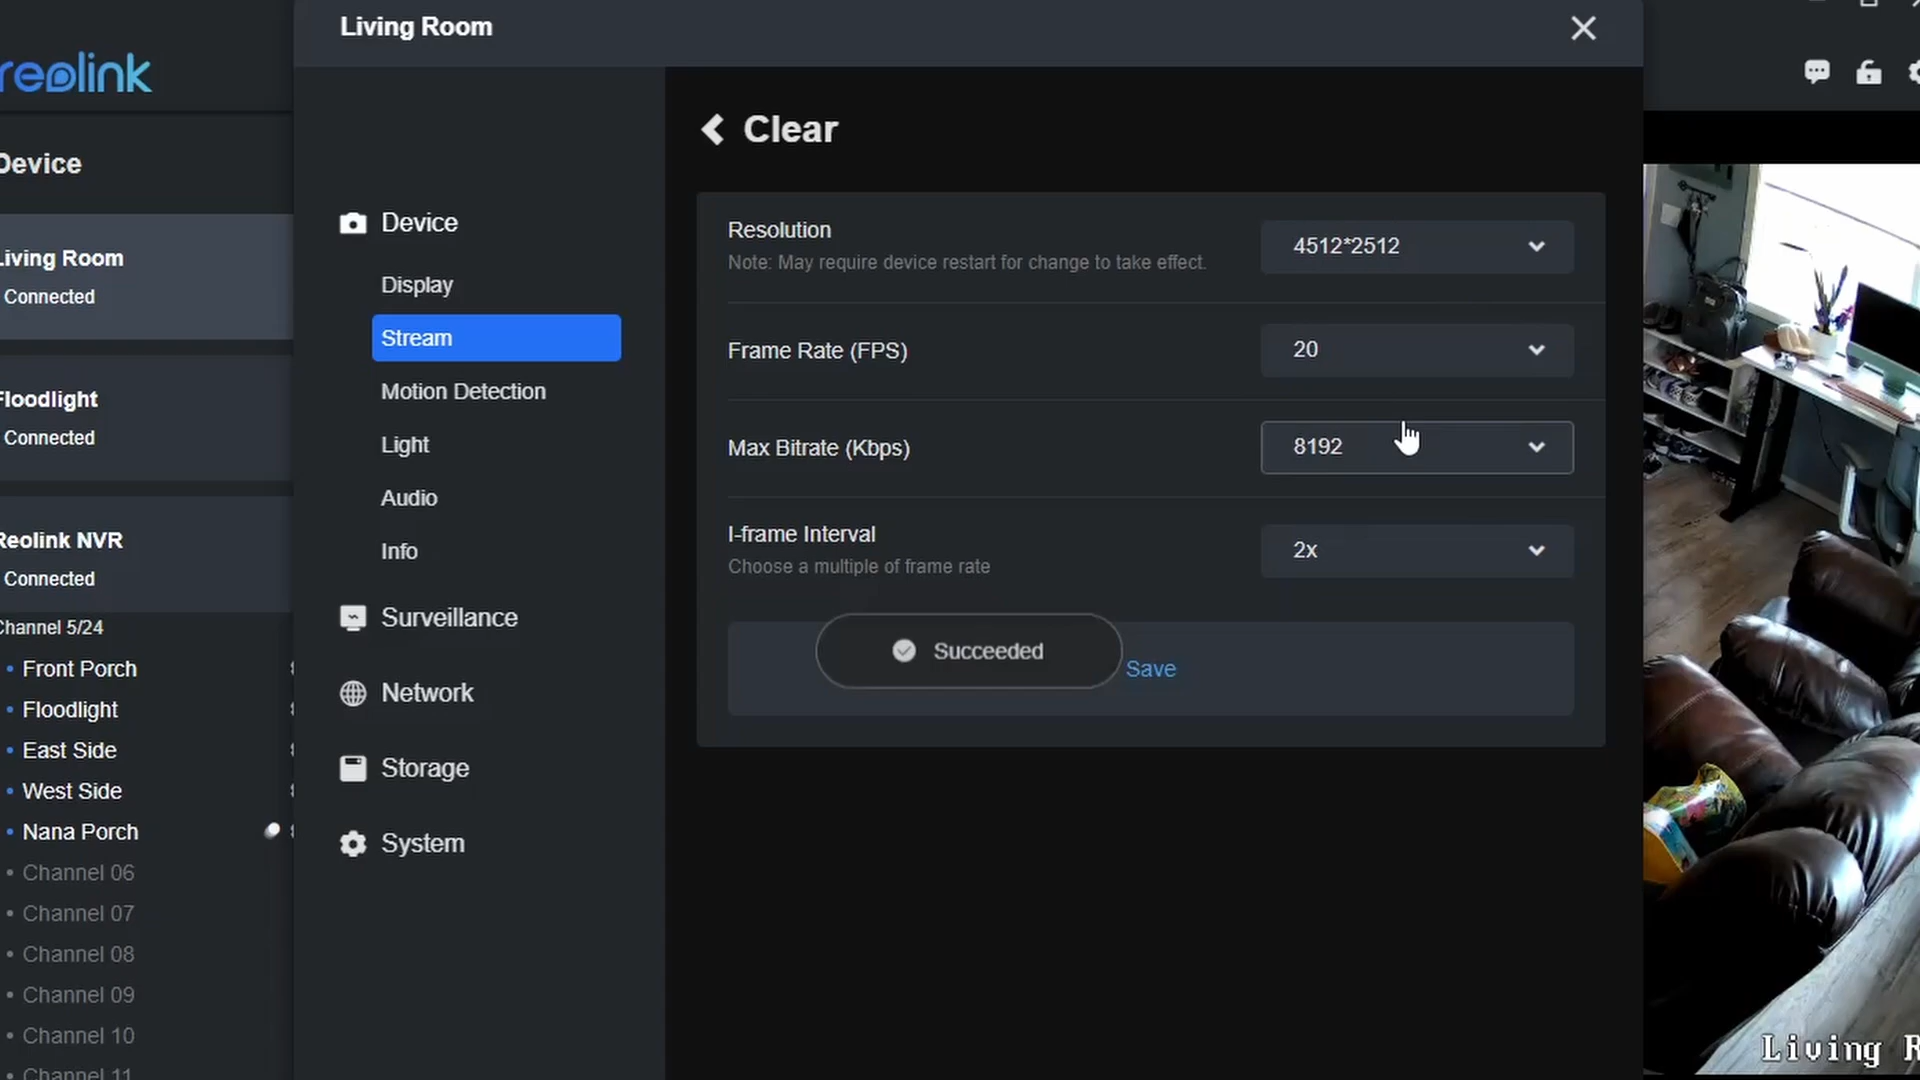 Living Room
reolink
Device
Living Room
Connected
Floodlight
Connected
Reolink NVR
Connected
Channel 5/24
Front Porch
Floodlight
East Side
West Side
Nana Porch
Channel 06
Channel 07
Channel 08
Channel 09
Channel 10
Channel 11
Device
Display
Stream
Motion Detection
Light
Audio
Info
Surveillance
Network
Storage
System
Clear
Resolution
4512*2512
Note: May require device restart for change to take effect.
Frame Rate (FPS)
20
Max Bitrate (Kbps)
8192
I-frame Interval
2x
Choose a multiple of frame rate
Succeeded
Save
Living R